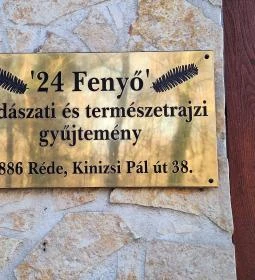 '24 Fenyő'
dászati és természetrajzi
gyűjtemény
886 Réde, Kinizsi Pál út 38.